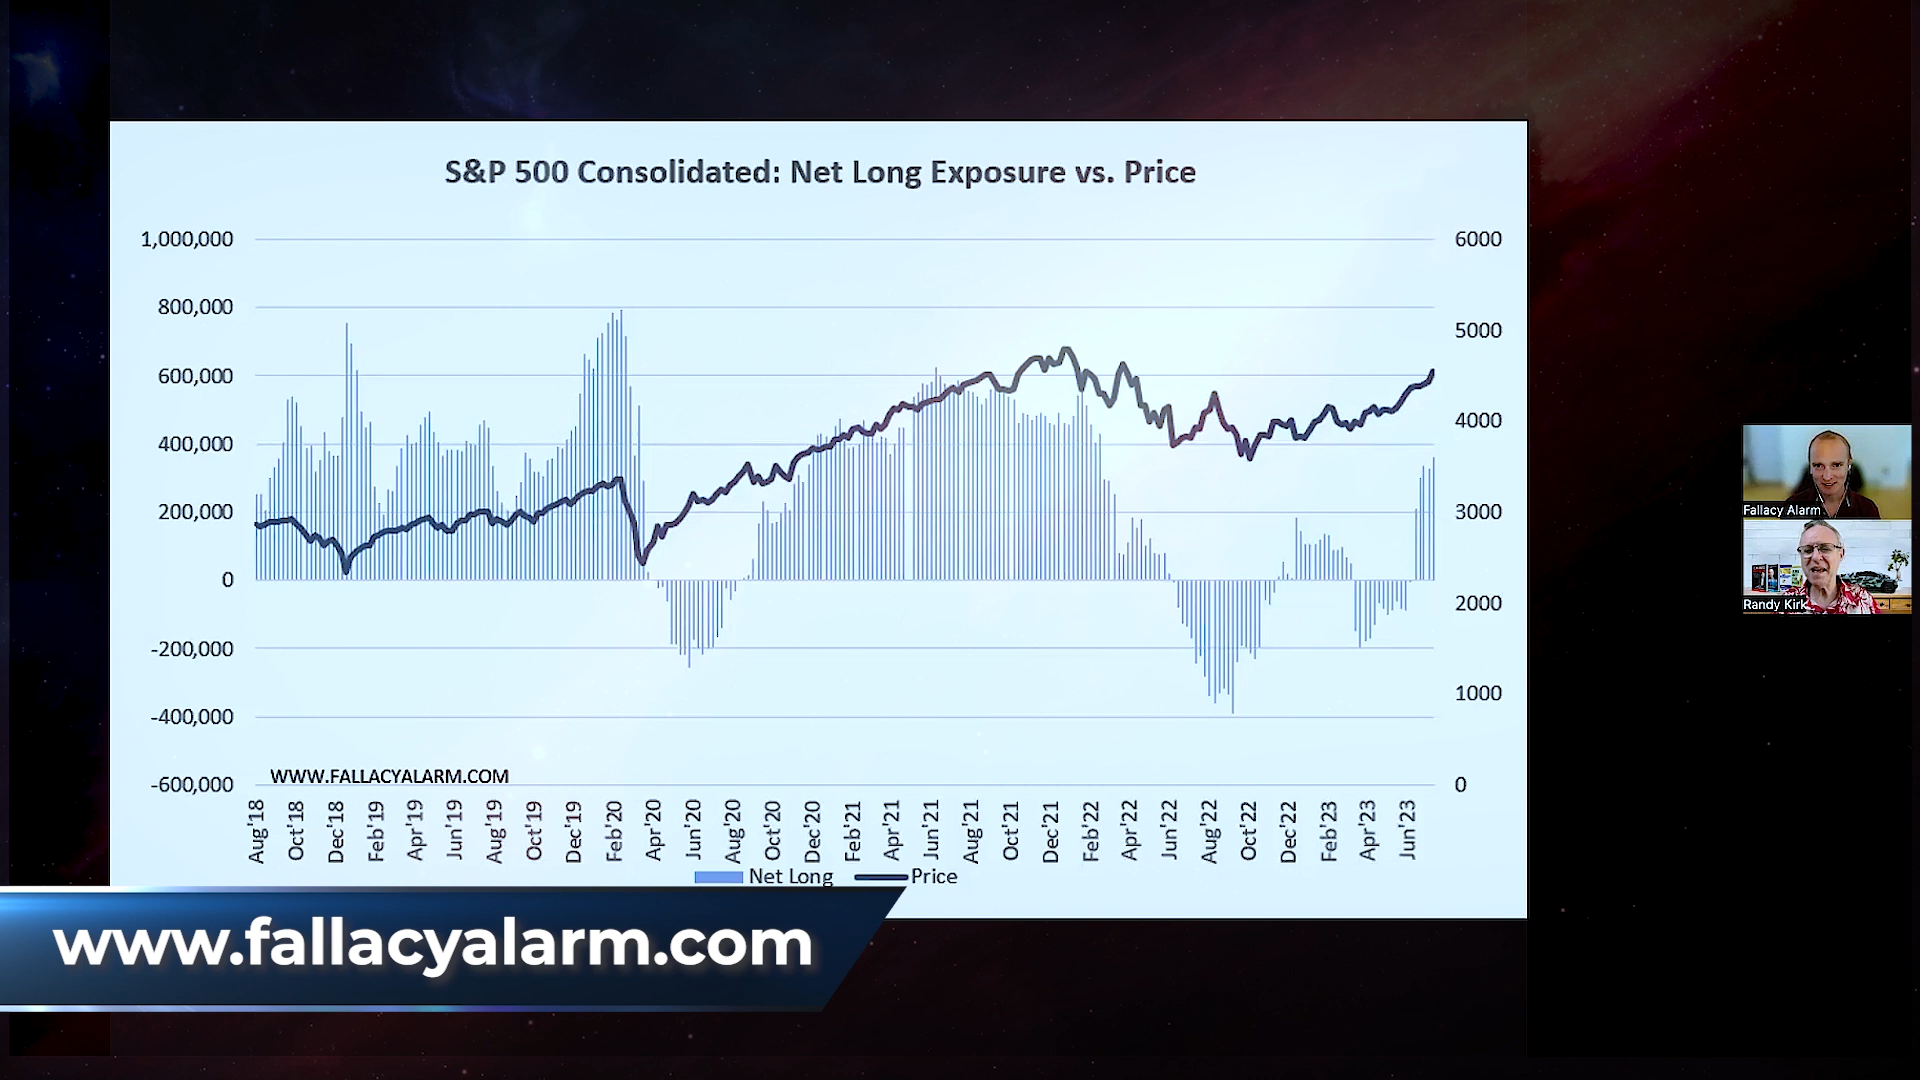 S&P 500 Consolidated: Net Long Exposure vs. Price
1,000,000
800,000
600,000
400,000
200,000
0
-200,000
-400,000
-600,000
6000
5000
4000
3000
2000
1000
0
WWW.FALLACYALARM.COM
Aug'18
Oct'18
Dec'18
Feb'19
Apr'19
Jun'19
Aug'19
Oct'19
Dec'19
Feb'20
Apr'20
Jun'20
Aug'20
Oct'20
Dec'20
Feb'21
Apr'21
Jun'21
Aug'21
Oct'21
Dec'21
Feb'22
Apr'22
Jun'22
Aug'22
Oct'22
Dec'22
Feb'23
Apr'23
Jun'23
Net Long
Price
Fallacy Alarm
Randy Kirk
www.fallacyalarm.com